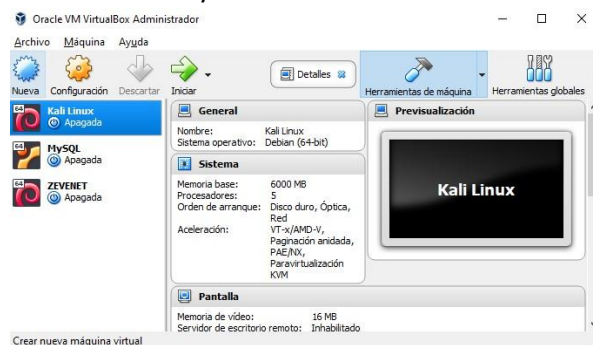 Oracle VM VirtualBox Administrador
Archivo Máquina Ayuda
Nueva Configuración Descartar Iniciar Detalles Herramientas de máquina Herramientas globales
64 Kali Linux
Apagada
64 MySQL
Apagada
64 ZEVENET
Apagada
General
Nombre: Kali Linux
Sistema operativo: Debian (64-bit)
Sistema
Memoria base: 6000 MB
Procesadores: 5
Orden de arranque: Disco duro, Óptica,
Red
Aceleración: VT-x/AMD-V,
Paginación anidada,
PAE/NX,
Paravirtualización
KVM
Pantalla
Memoria de vídeo: 16 MB
Servidor de escritorio remoto: Inhabilitado
Previsualización
Kali Linux
Crear nueva máquina virtual